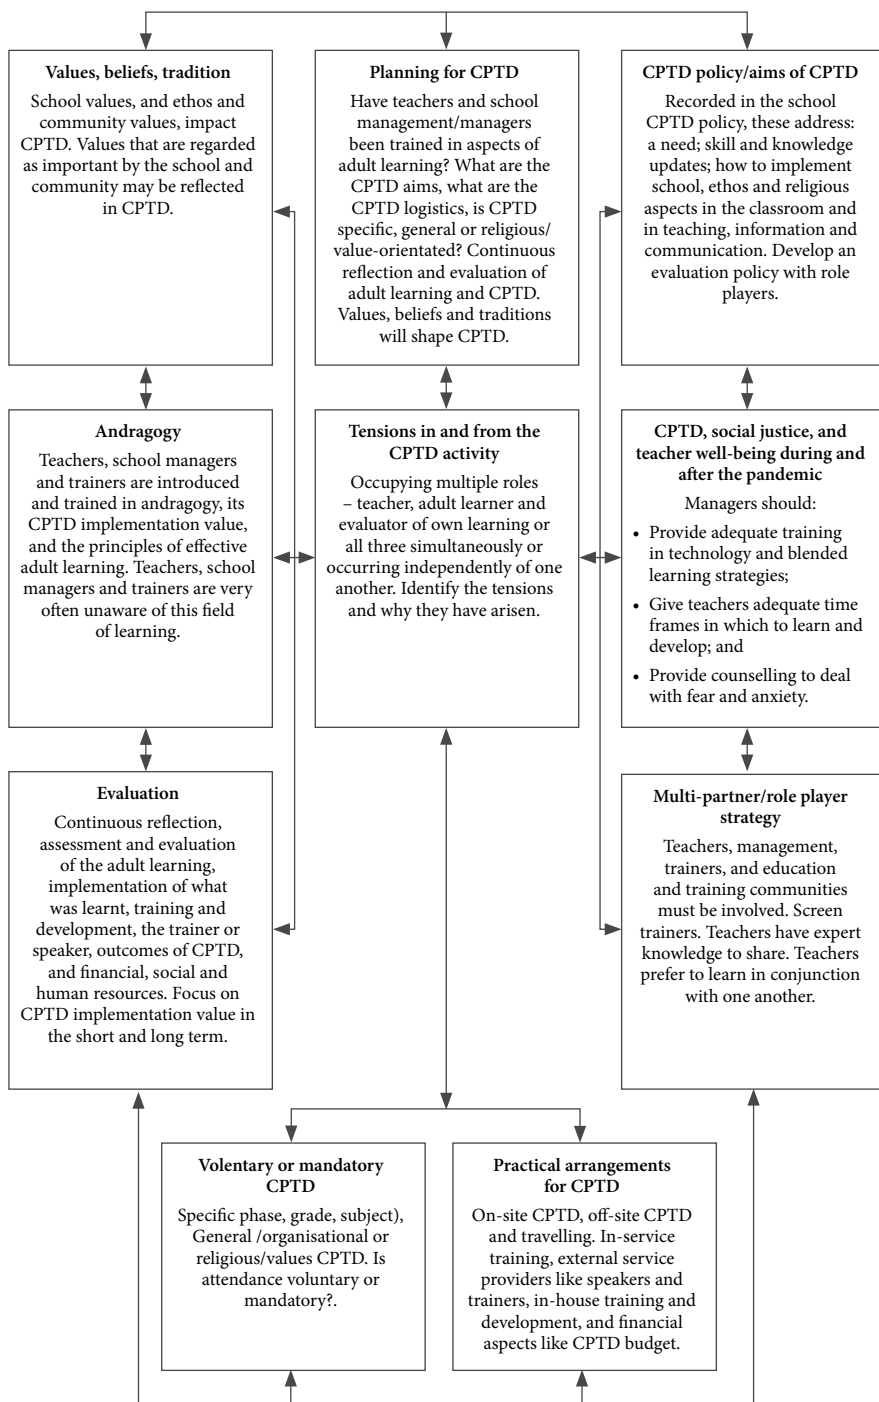 Values, beliefs, tradition
School values, and ethos and
community values, impact
CPTD. Values that are regarded
as important by the school and
community may be reflected
in CPTD.
Planning for CPTD
Have teachers and school
management/managers
been trained in aspects of
adult learning? What are the
CPTD aims, what are the
CPTD logistics, is CPTD
specific, general or religious/
value-orientated? Continuous
reflection and evaluation of
adult learning and CPTD.
Values, beliefs and traditions
will shape CPTD.
CPTD policy/aims of CPTD
Recorded in the school
CPTD policy, these address:
a need; skill and knowledge
updates; how to implement
school, ethos and religious
aspects in the classroom and
in teaching, information and
communication. Develop an
evaluation policy with role
players.
Andragogy
Teachers, school managers
and trainers are introduced
and trained in andragogy, its
CPTD implementation value,
and the principles of effective
adult learning. Teachers, school
managers and trainers are very
often unaware of this field
of learning.
Tensions in and from the
CPTD activity
Occupying multiple roles
– teacher, adult learner and
evaluator of own learning or
all three simultaneously or
occurring independently of one
another. Identify the tensions
and why they have arisen.
CPTD, social justice, and
teacher well-being during and
after the pandemic
Managers should:
• Provide adequate training
in technology and blended
learning strategies;
• Give teachers adequate time
frames in which to learn and
develop; and
• Provide counselling to deal
with fear and anxiety.
Evaluation
Continuous reflection,
assessment and evaluation
of the adult learning,
implementation of what
was learnt, training and
development, the trainer or
speaker, outcomes of CPTD,
and financial, social and
human resources. Focus on
CPTD implementation value in
the short and long term.
Multi-partner/role player
strategy
Teachers, management,
trainers, and education
and training communities
must be involved. Screen
trainers. Teachers have expert
knowledge to share. Teachers
prefer to learn in conjunction
with one another.
Volentary or mandatory
CPTD
Specific phase, grade, subject),
General /organisational or
religious/values CPTD. Is
attendance voluntary or
mandatory?.
Practical arrangements
for CPTD
On-site CPTD, off-site CPTD
and travelling. In-service
training, external service
providers like speakers and
trainers, in-house training and
development, and financial
aspects like CPTD budget.